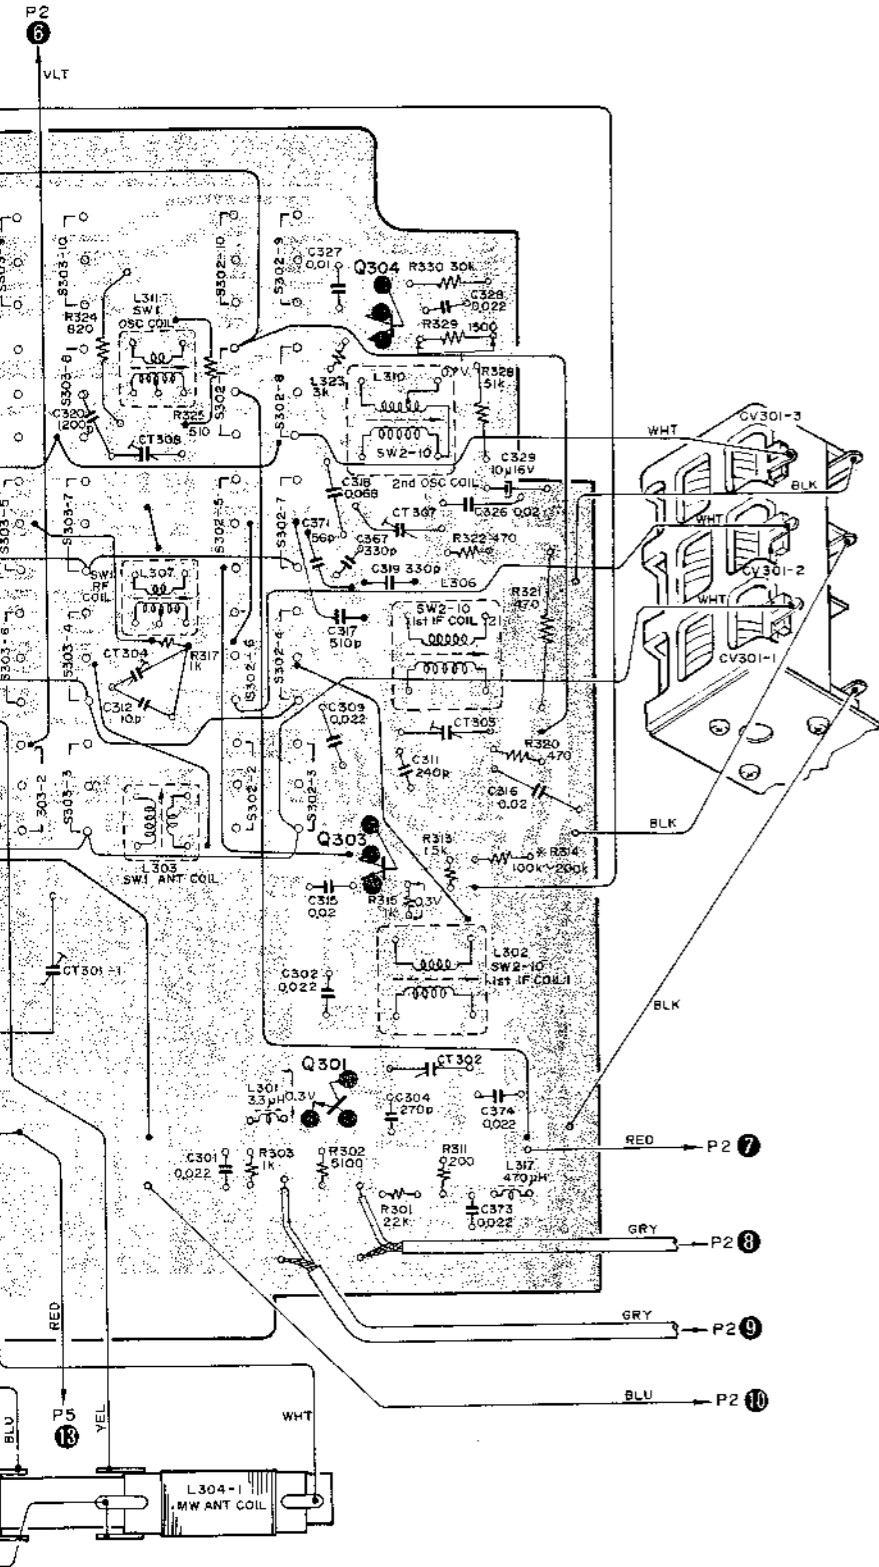 P2
6
VLT
S303-9
S303-10
S302-10
S302-9
C327
0.01
Q304
R330 30k
C328
0.022
R329 1500
R324
820
L311
SW1
OSC COIL
S303-8
S302-8
L323
3k
L310
0.7V
R328
51k
C320
1200p
R325
510
CT308
SW2-10
2nd OSC COIL
C329
10μ16V
WHT
CV301-3
BLK
S303-5
S303-7
S302-5
S302-7
C318
0.068
CT307
C326 0.02
C371
56p
C367
330p
R322 470
WHT
CV301-2
SW1
RF
COIL
L307
C319 330p
L306
R321
470
WHT
SW2-10
1st IF COIL
C317
510p
CV301-1
S303-6
S303-4
S302-6
S302-4
CT304
R317
1k
C312
10p
C309
0.022
CT303
C311
240p
R320
470
C316
0.02
303-2
S303-3
S302-2
S302-3
Q303
R313
1.5k
※R314
100k~200k
BLK
L303
SW1 ANT COIL
C315
0.02
R315
1k
0.3V
CT301-1
C302
0.022
L302
SW2-10
1st IF COIL1
BLK
Q301
CT302
L301
3.3μH
0.3V
C304
270p
C374
0.022
C301
0.022
R303
1k
R302
5100
R311
200
L317
470μH
RED
P2 7
R301
22K
C373
0.022
GRY
P2 8
RED
GRY
P2 9
BLU
P2 10
P5
13
BLU
YEL
WHT
L304-1
MW ANT COIL